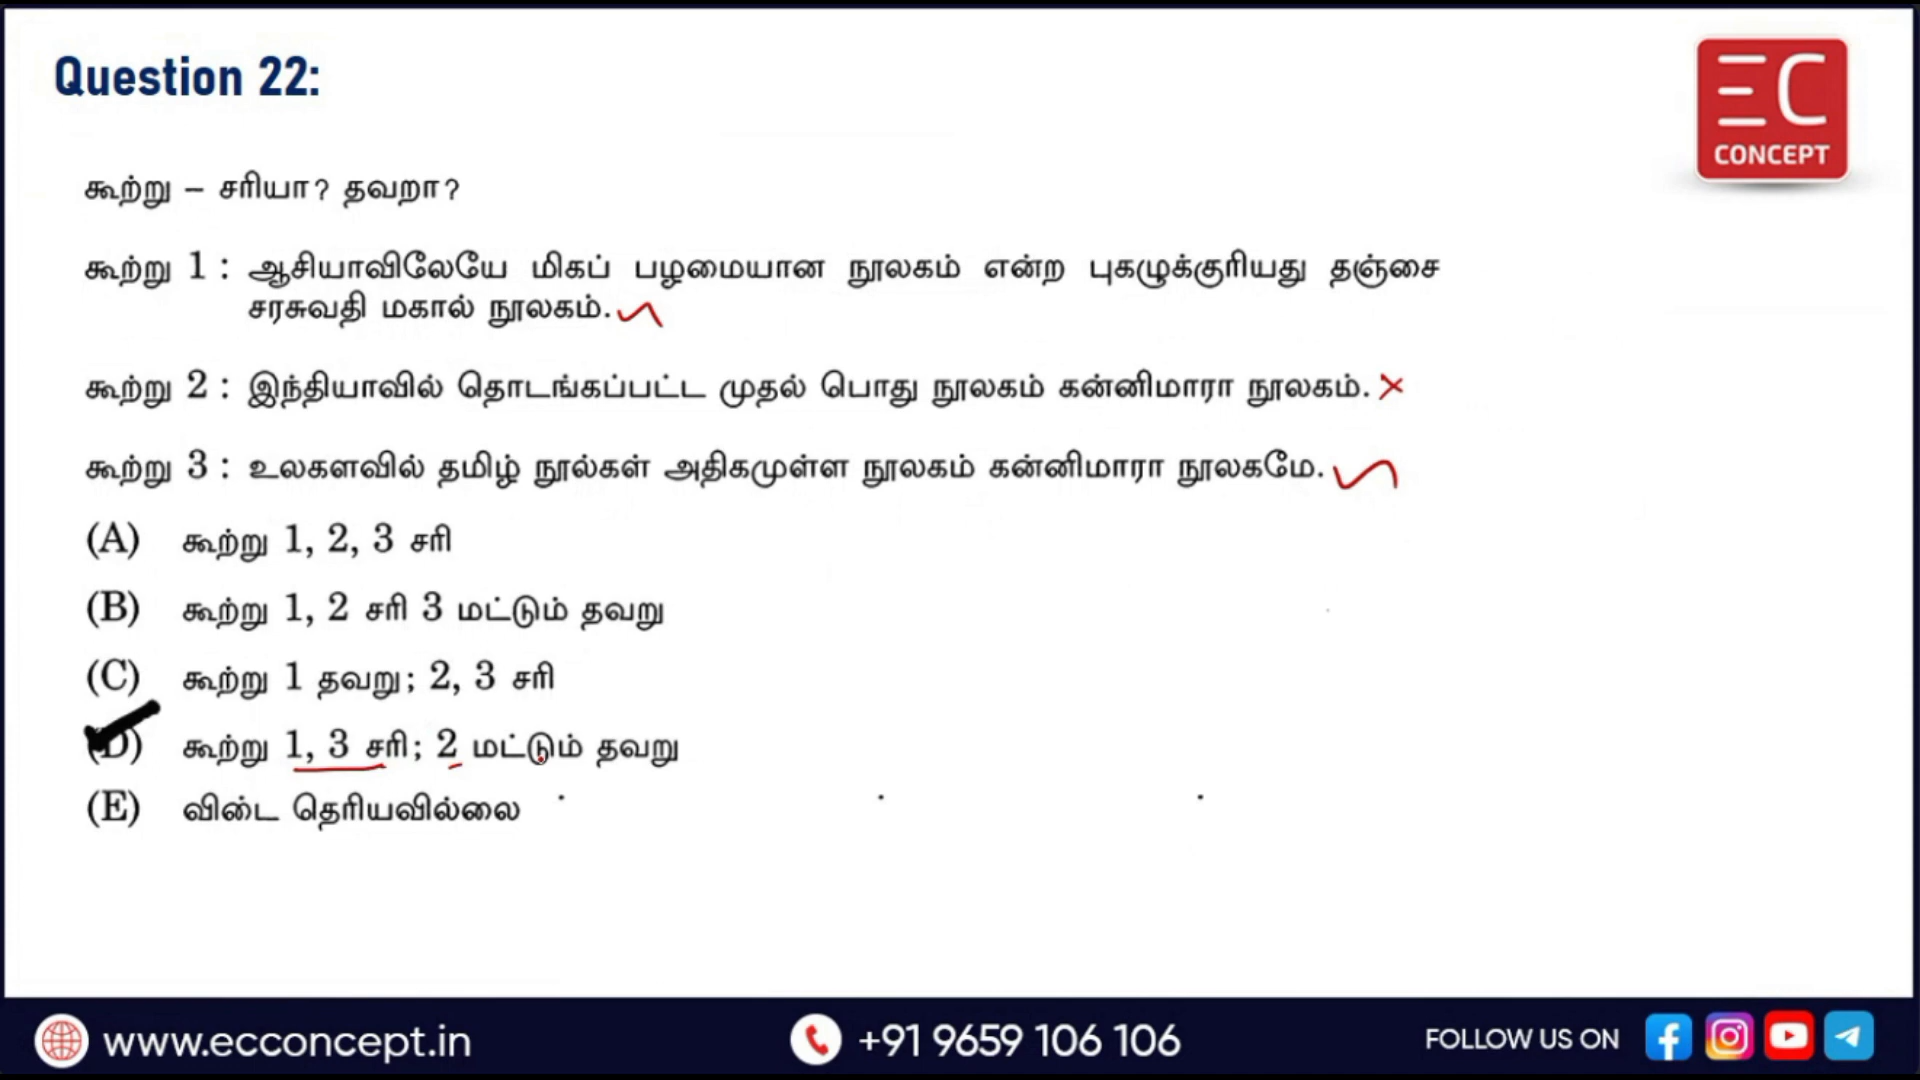 Question 22:
EC
CONCEPT
கூற்று – சரியா? தவறா?
கூற்று 1 : ஆசியாவிலேயே மிகப் பழமையான நூலகம் என்ற புகழுக்குரியது தஞ்சை
சரசுவதி மகால் நூலகம்.
கூற்று 2 : இந்தியாவில் தொடங்கப்பட்ட முதல் பொது நூலகம் கன்னிமாரா நூலகம்.
கூற்று 3 : உலகளவில் தமிழ் நூல்கள் அதிகமுள்ள நூலகம் கன்னிமாரா நூலகமே.
(A) கூற்று 1, 2, 3 சரி
(B) கூற்று 1, 2 சரி 3 மட்டும் தவறு
(C) கூற்று 1 தவறு; 2, 3 சரி
(D) கூற்று 1, 3 சரி; 2 மட்டும் தவறு
(E) விடை தெரியவில்லை
www.ecconcept.in
+91 9659 106 106
FOLLOW US ON